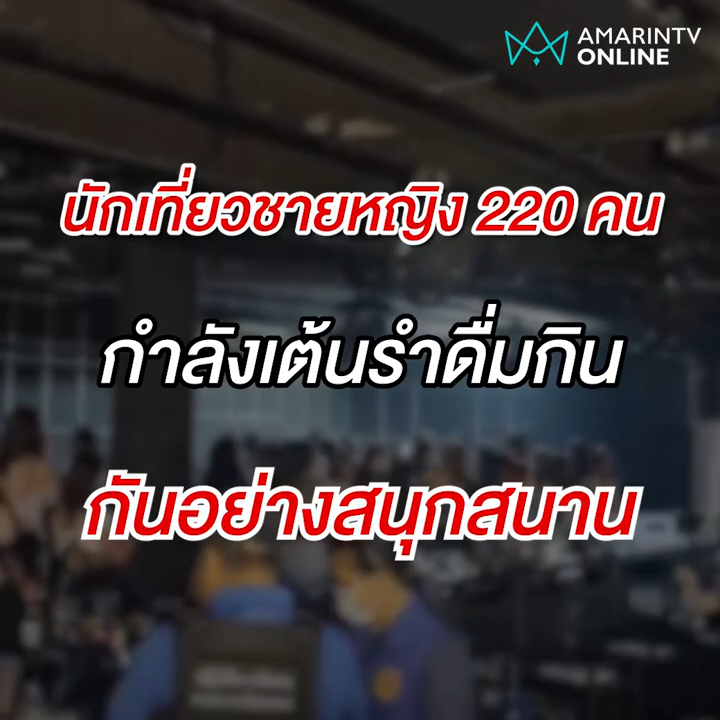 AMARINTV
ONLINE
นักเที่ยวชายหญิง 220 คน
กำลังเต้นรำดื่มกิน
กันอย่างสนุกสนาน